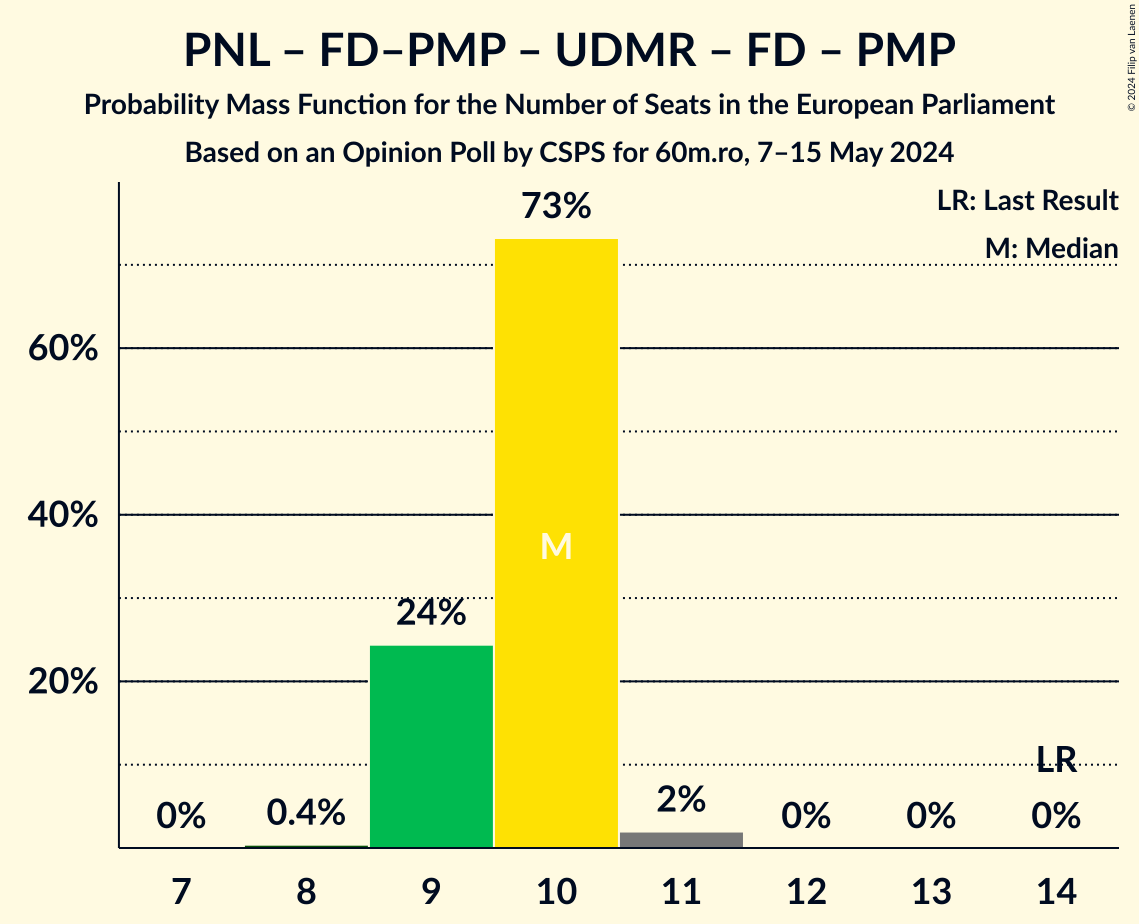 PNL – FD–PMP – UDMR – FD – PMP
Probability Mass Function for the Number of Seats in the European Parliament
Based on an Opinion Poll by CSPS for 60m.ro, 7–15 May 2024
© 2024 Filip van Laenen
LR: Last Result
M: Median
73%
60%
40%
M
24%
20%
LR
0%
0.4%
2%
0%
0%
0%
7
8
9
10
11
12
13
14